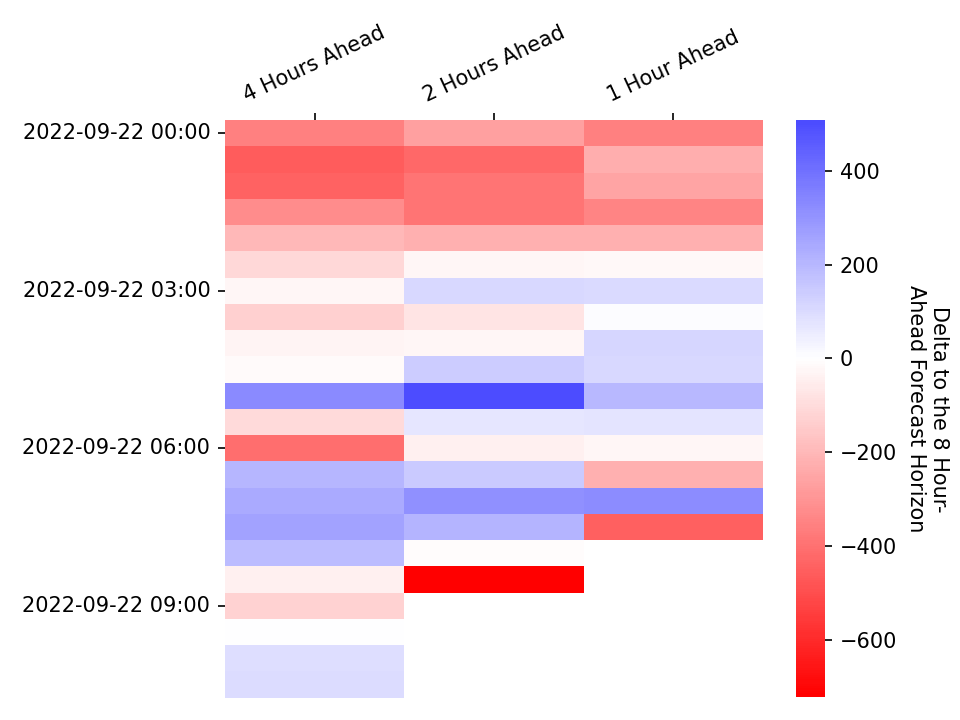 4 Hours Ahead
2 Hours Ahead
1 Hour Ahead
2022-09-22 00:00
2022-09-22 03:00
2022-09-22 06:00
2022-09-22 09:00
400
200
0
−200
−400
−600
Delta to the 8 Hour-
Ahead Forecast Horizon